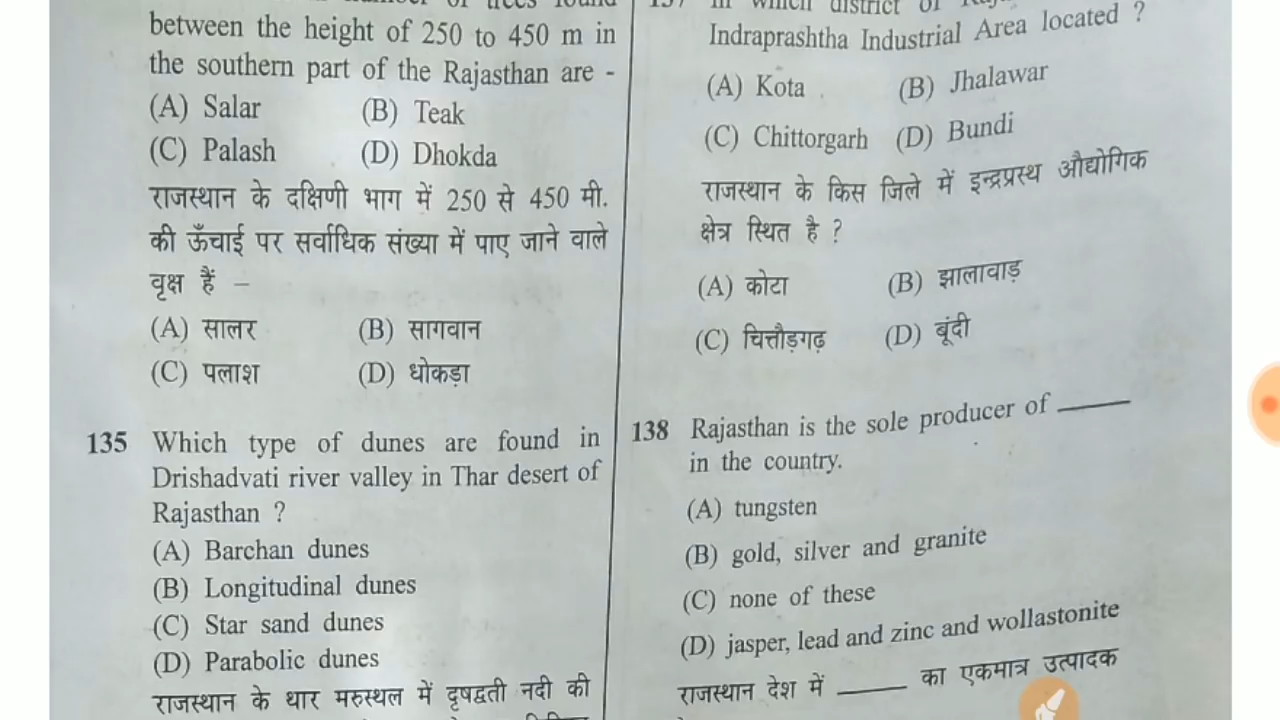 between the height of 250 to 450 m in
the southern part of the Rajasthan are -
(A) Salar (B) Teak
(C) Palash (D) Dhokda
राजस्थान के दक्षिणी भाग में 250 से 450 मी.
की ऊँचाई पर सर्वाधिक संख्या में पाए जाने वाले
वृक्ष हैं –
(A) सालर (B) सागवान
(C) पलाश (D) धोकड़ा
135 Which type of dunes are found in
Drishadvati river valley in Thar desert of
Rajasthan ?
(A) Barchan dunes
(B) Longitudinal dunes
(C) Star sand dunes
(D) Parabolic dunes
राजस्थान के थार मरुस्थल में दृषद्वती नदी की
in which district of
Indraprashtha Industrial Area located ?
(A) Kota (B) Jhalawar
(C) Chittorgarh (D) Bundi
राजस्थान के किस जिले में इन्द्रप्रस्थ औद्योगिक
क्षेत्र स्थित है ?
(A) कोटा (B) झालावाड़
(C) चित्तौड़गढ़ (D) बूंदी
138 Rajasthan is the sole producer of ______
in the country.
(A) tungsten
(B) gold, silver and granite
(C) none of these
(D) jasper, lead and zinc and wollastonite
राजस्थान देश में ______ का एकमात्र उत्पादक